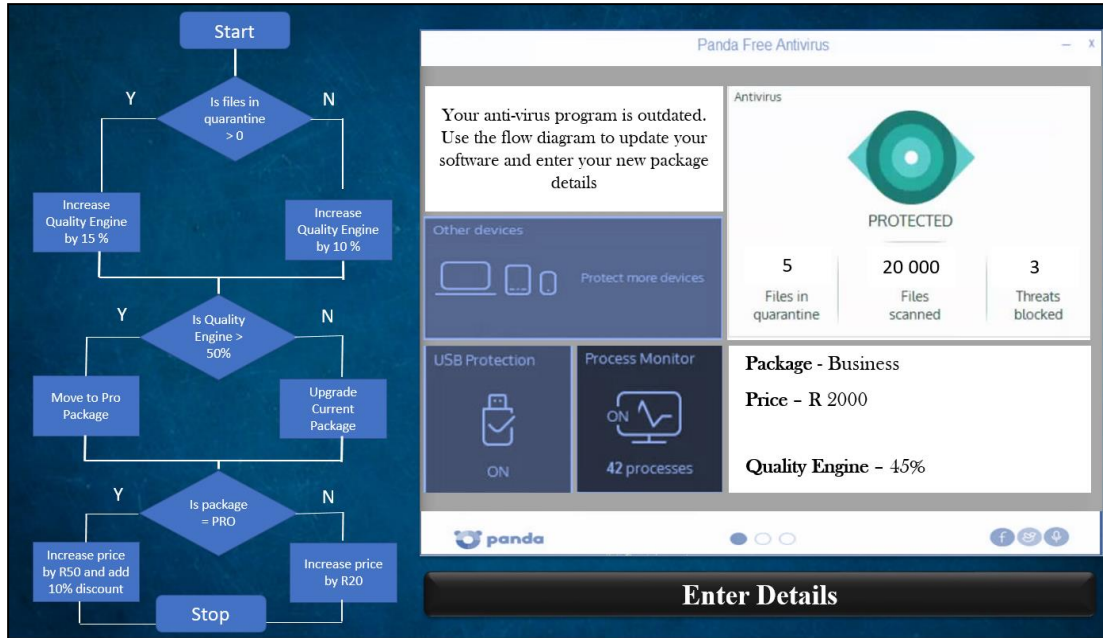 Start
Y
N
Is files in
quarantine
> 0
Increase
Quality Engine
by 15 %
Increase
Quality Engine
by 10 %
Y
N
Is Quality
Engine >
50%
Move to Pro
Package
Upgrade
Current
Package
Y
N
Is package
= PRO
Increase price
by R50 and add
10% discount
Increase price
by R20
Stop
Panda Free Antivirus
Your anti-virus program is outdated.
Use the flow diagram to update your
software and enter your new package
details
Antivirus
PROTECTED
5
20 000
3
Files in
quarantine
Files
scanned
Threats
blocked
Other devices
Protect more devices
USB Protection
ON
Process Monitor
ON
42 processes
Package - Business
Price – R 2000
Quality Engine – 45%
panda
f
Enter Details